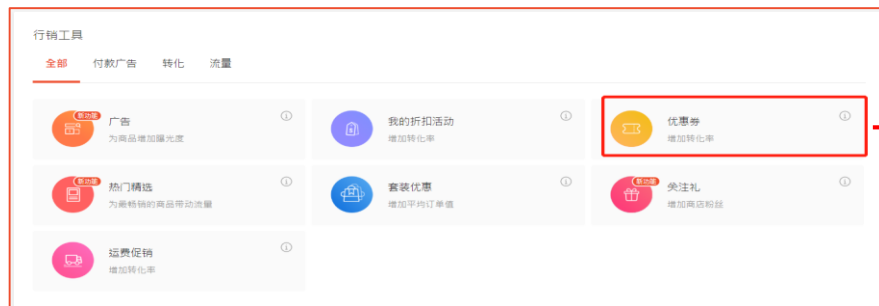 行销工具
全部 付款广告 转化 流量
新功能
广告
为商品增加曝光度
我的折扣活动
增加转化率
优惠券
增加转化率
新功能
热门精选
为最畅销的商品带动流量
套装优惠
增加平均订单值
新功能
关注礼
增加商店粉丝
运费促销
增加转化率